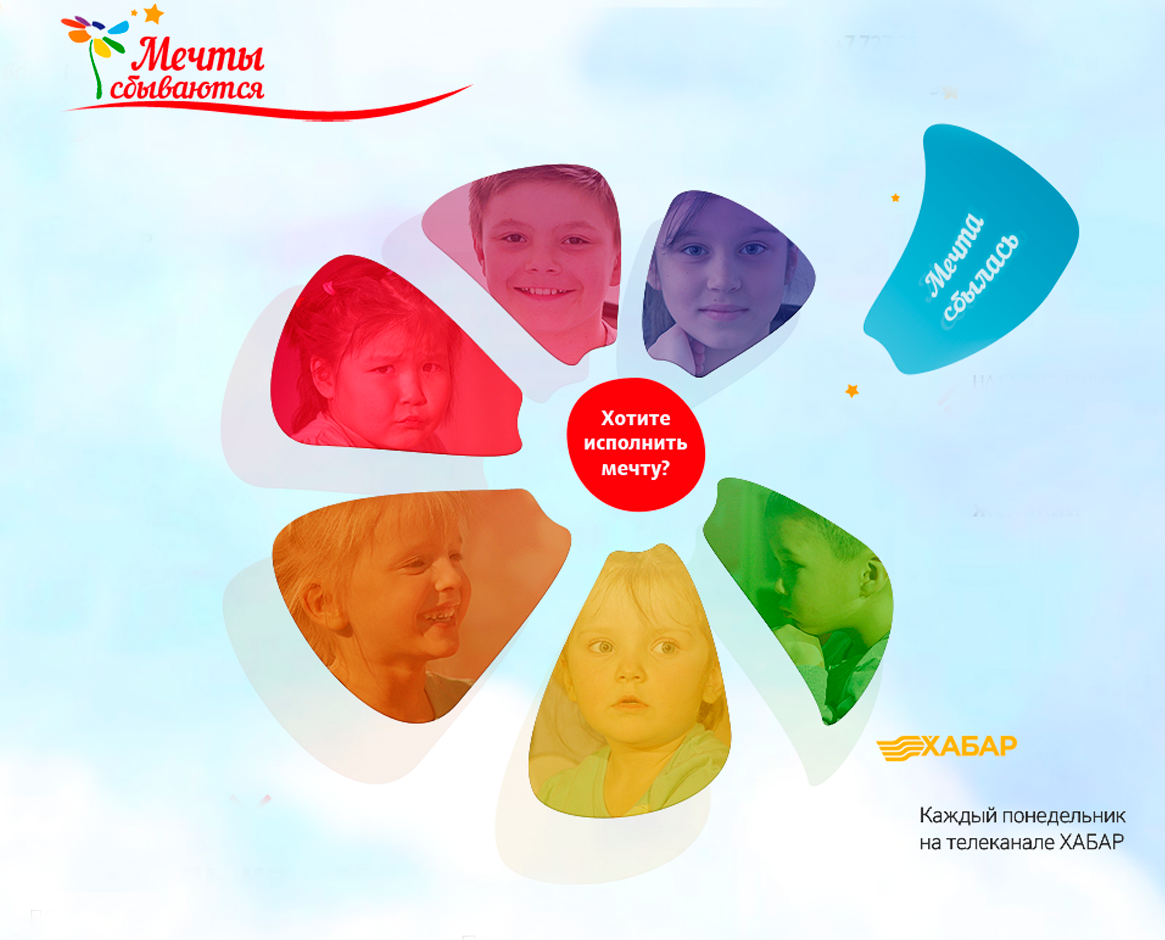 Мечты
сбываются
Мечта
сбылась
Хотите
исполнить
мечту?
ХАБАР
Каждый понедельник
на телеканале ХАБАР